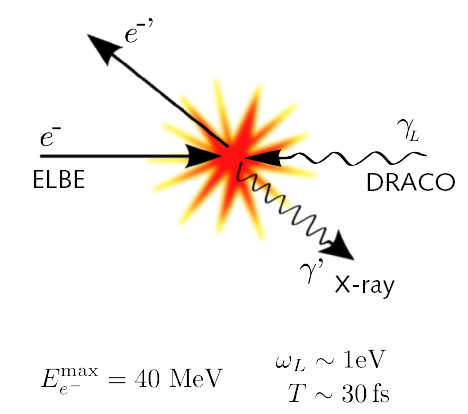 e⁻'
e⁻
γ_L
ELBE
DRACO
γ'
X-ray
E_{e⁻}^{max} = 40 MeV
ω_L ∼ 1eV
T ∼ 30 fs